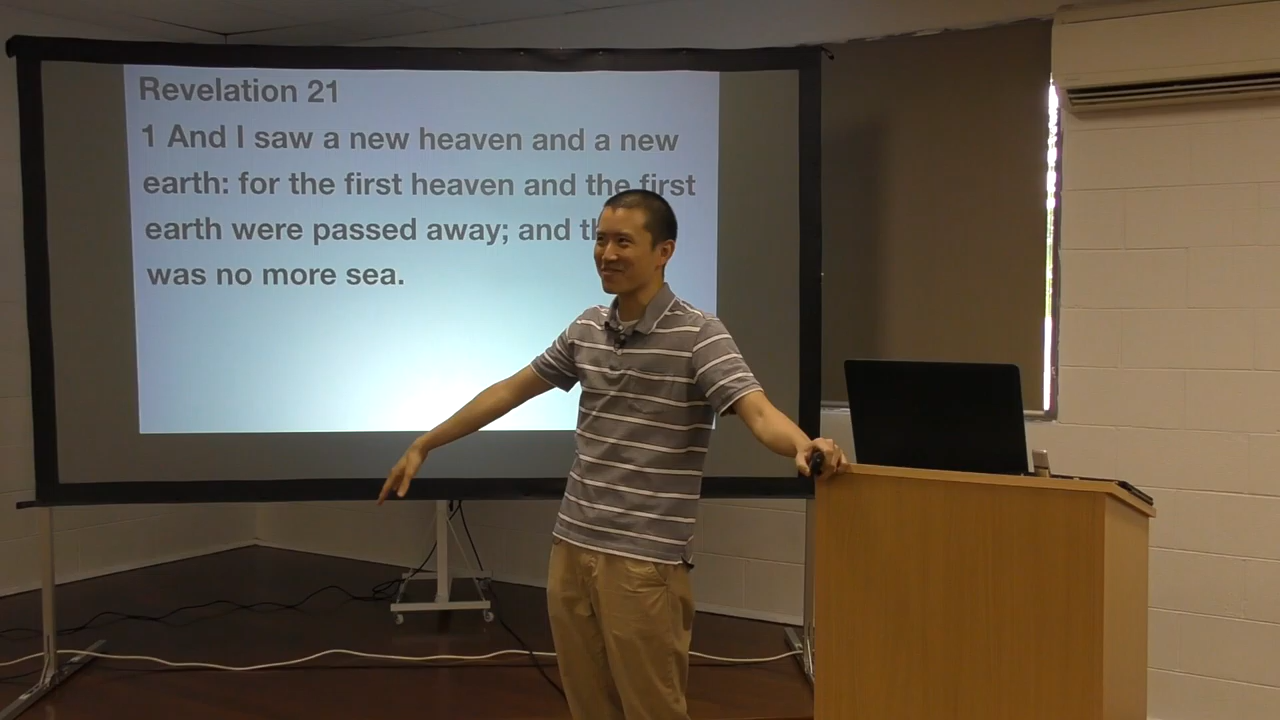 Revelation 21
1 And I saw a new heaven and a new
earth: for the first heaven and the first
earth were passed away; and
was no more sea.